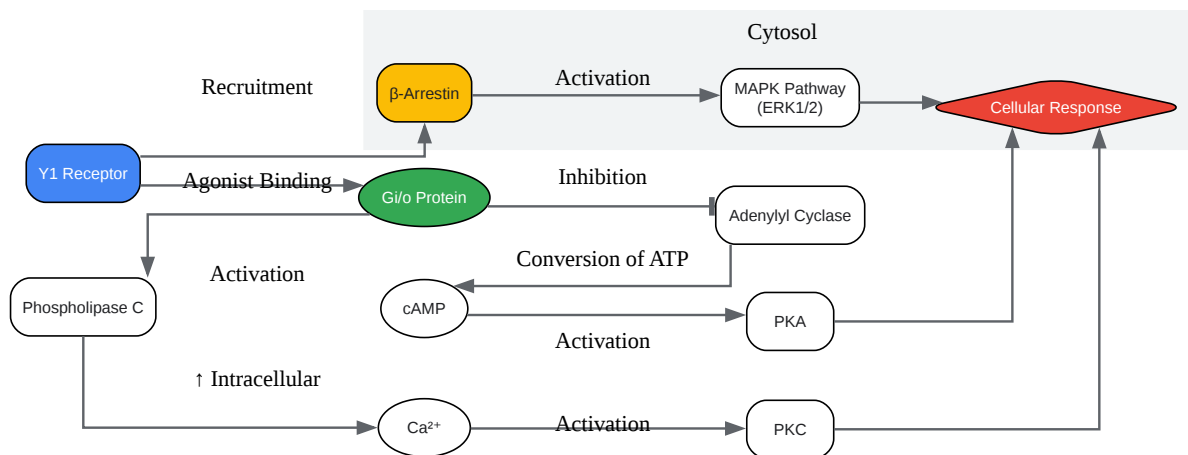 Cytosol
Recruitment
β-Arrestin
Activation
MAPK Pathway
(ERK1/2)
Cellular Response
Y1 Receptor
Agonist Binding
Gi/o Protein
Inhibition
Adenylyl Cyclase
Activation
Conversion of ATP
Phospholipase C
cAMP
Activation
PKA
↑ Intracellular
Ca²⁺
Activation
PKC